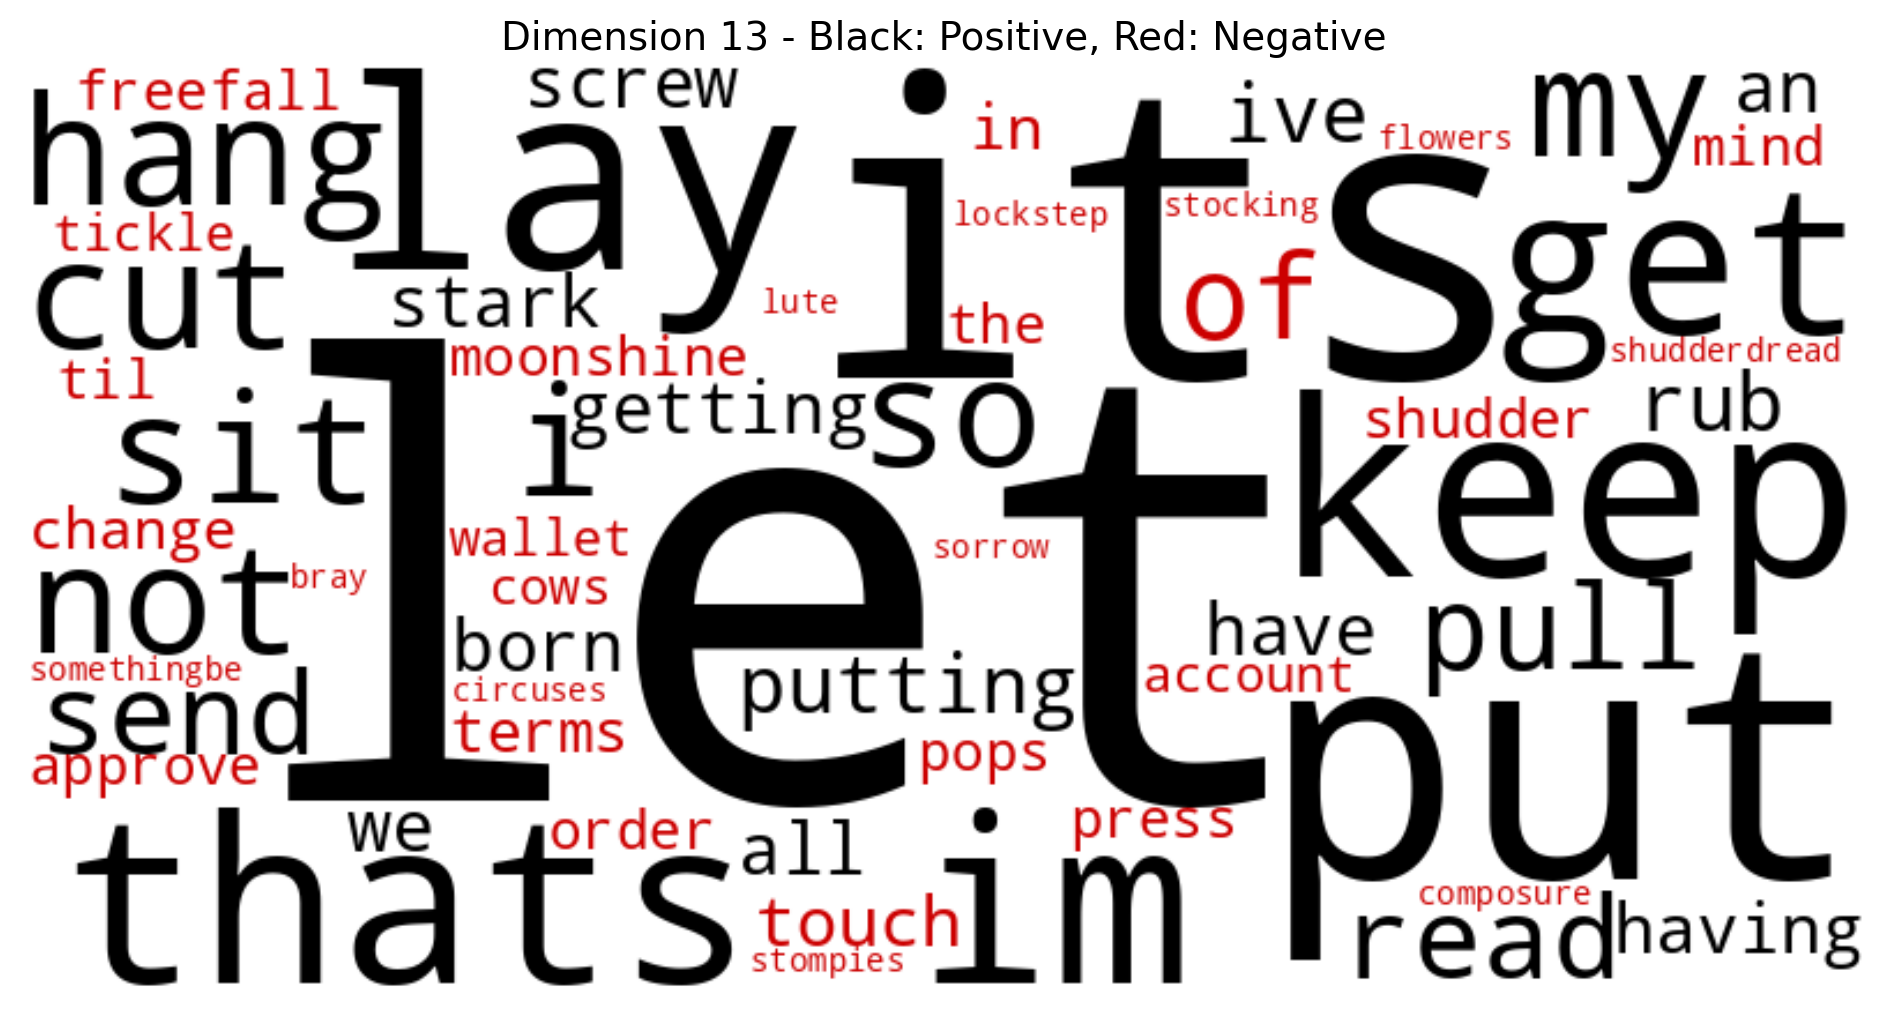 Dimension 13 - Black: Positive, Red: Negative
freefall
screw
hang
lay
its
in
ive
flowers
my
an
mind
tickle
lockstep
stocking
get
cut
stark
lute
the
of
til
moonshine
shudderdread
sit
i
getting
so
shudder
rub
let
keep
change
wallet
sorrow
not
bray
cows
born
have
pull
somethingbe
circuses
putting
account
send
terms
approve
pops
put
we
order
all
press
thats
touch
im
composure
stompies
read
having